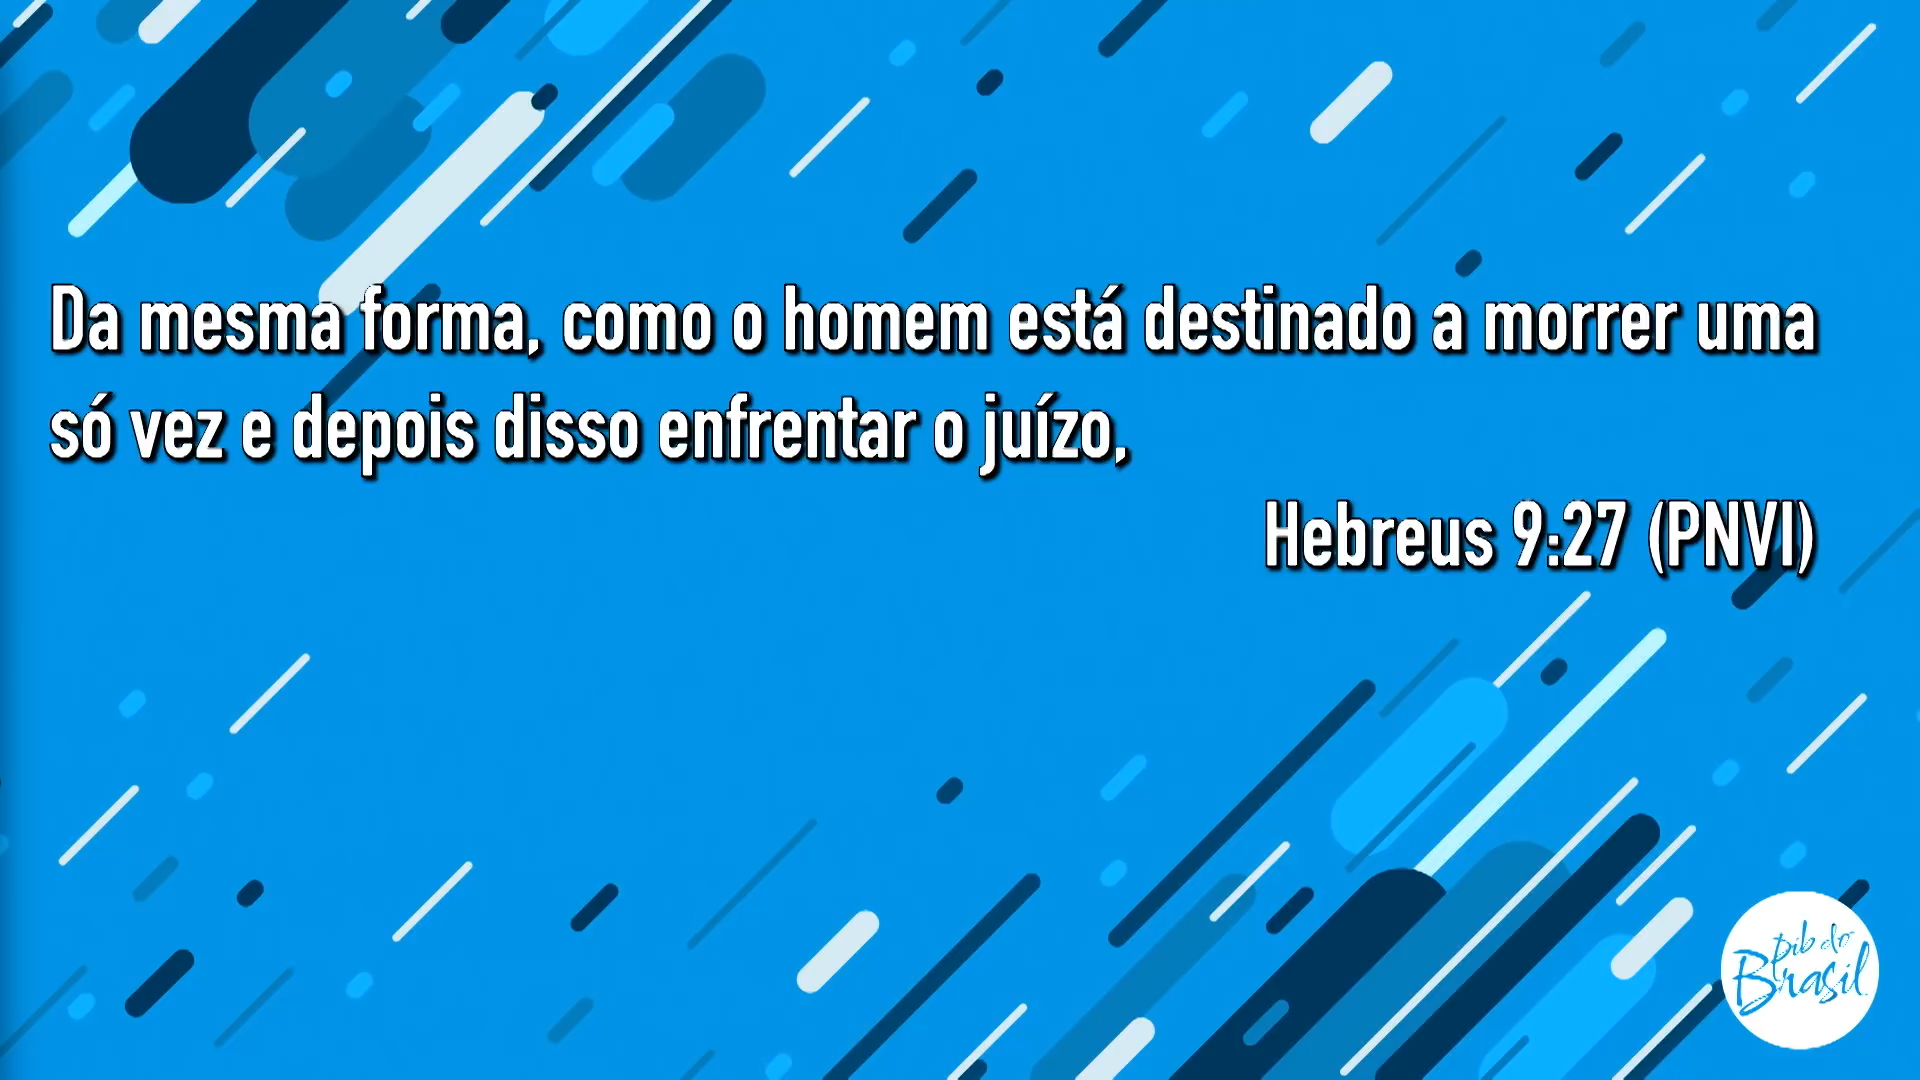 Da mesma forma, como o homem está destinado a morrer uma
só vez e depois disso enfrentar o juízo,
Hebreus 9:27 (PNVI)
pib do
Brasil